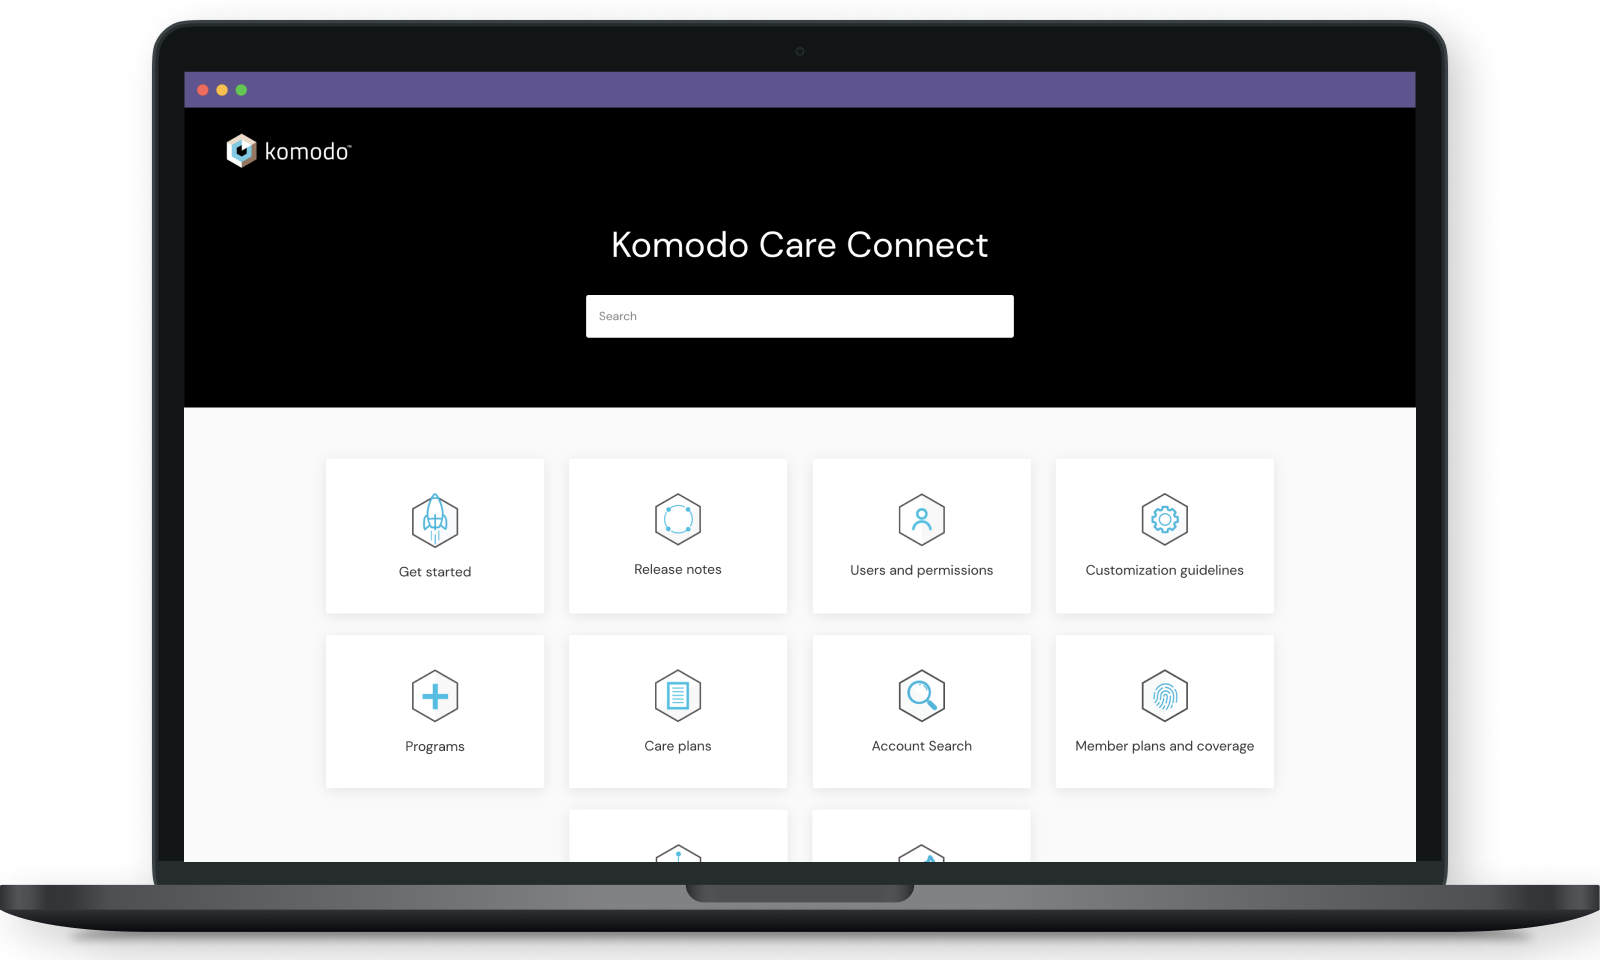 komodo™
Komodo Care Connect
Search
Get started
Release notes
Users and permissions
Customization guidelines
Programs
Care plans
Account Search
Member plans and coverage